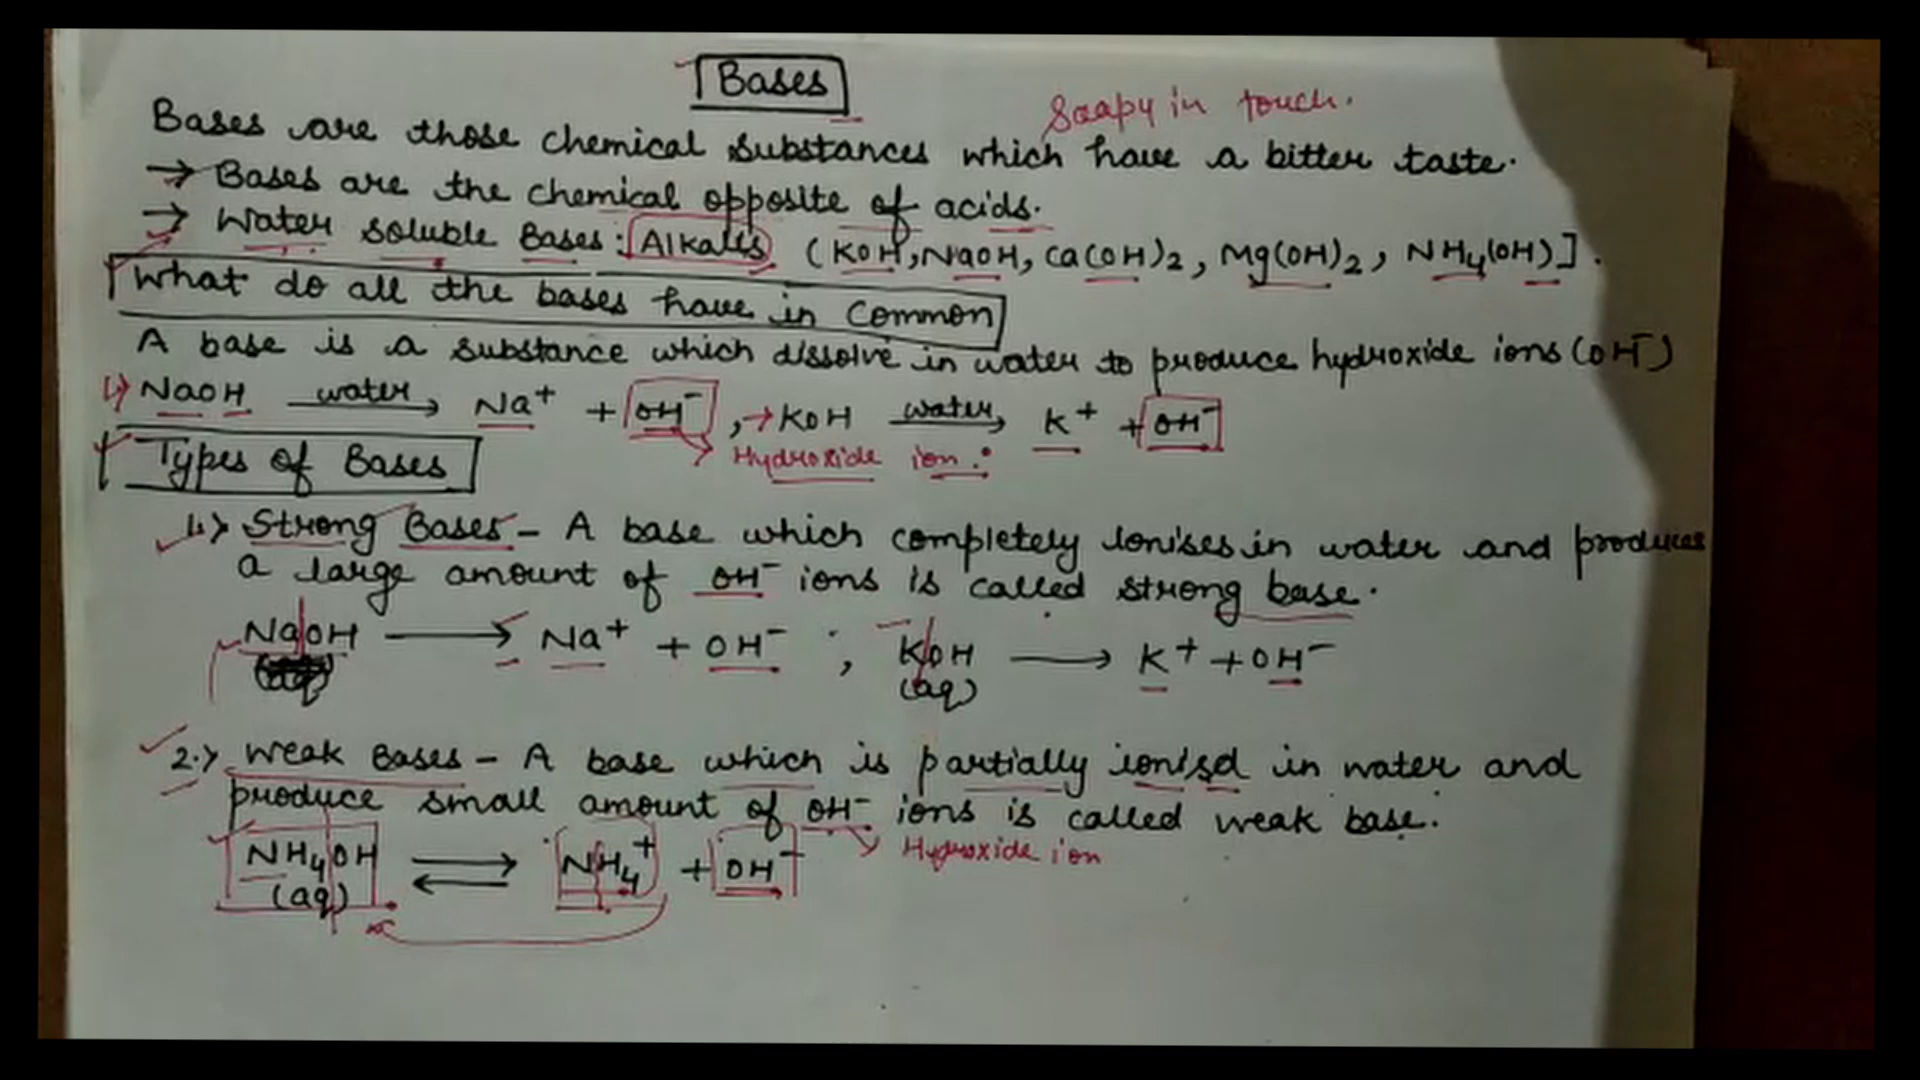 Bases
Soapy in touch.
Bases are those chemical substances which have a bitter taste.
→ Bases are the chemical opposite of acids.
→ Water soluble Bases : Alkalis (KOH, NaOH, Ca(OH)2, Mg(OH)2, NH4(OH)].
What do all the bases have in Common
A base is a substance which dissolve in water to produce hydroxide ions (OH-)
NaOH water→ Na+ + OH- , → KOH water→ K+ + OH-
Hydroxide ion.
Types of Bases
1.) Strong Bases - A base which completely Ionises in water and produces
a large amount of OH- ions is called strong base.
NaOH → Na+ + OH- ; KOH → K+ + OH-
(aq)
2.) Weak Bases - A base which is partially ionisd in water and
produce small amount of OH- ions is called weak base.
NH4OH ⇌ NH4+ + OH- → Hydroxide ion
(aq)